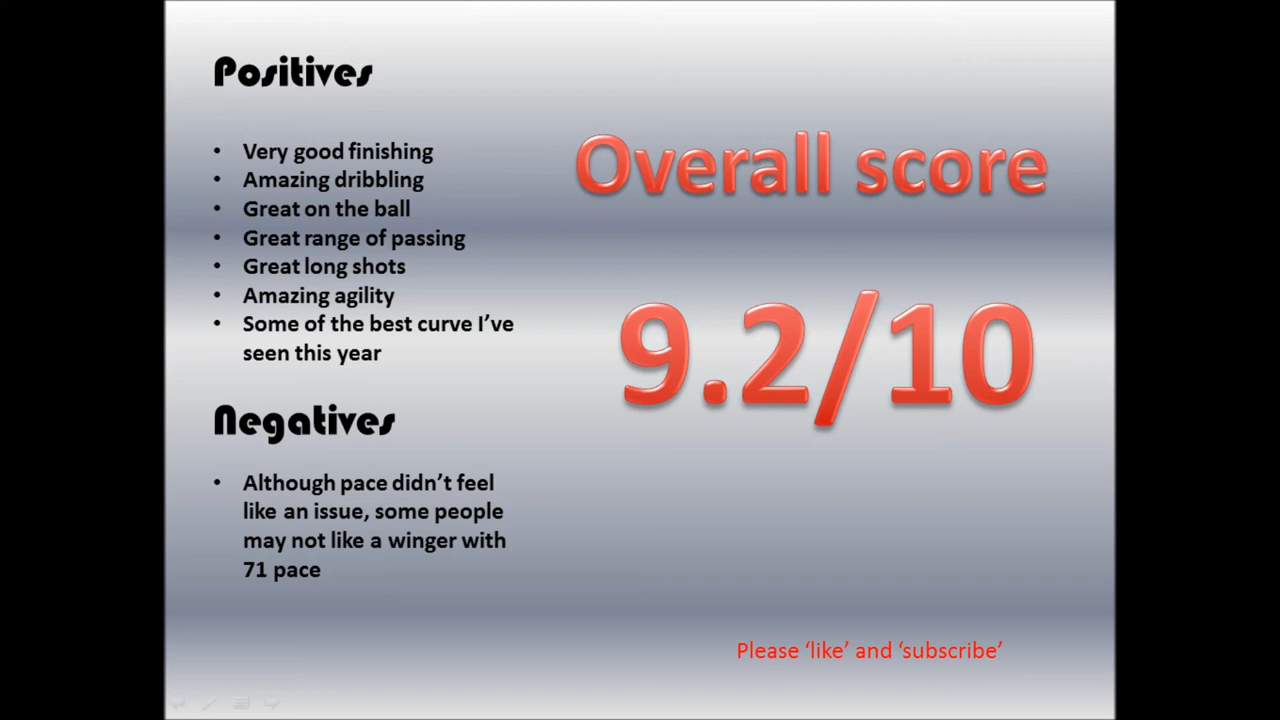 Positives
• Very good finishing
• Amazing dribbling
• Great on the ball
• Great range of passing
• Great long shots
• Amazing agility
• Some of the best curve I’ve
seen this year
Negatives
• Although pace didn’t feel
like an issue, some people
may not like a winger with
71 pace
Overall score
9.2/10
Please ‘like’ and ‘subscribe’